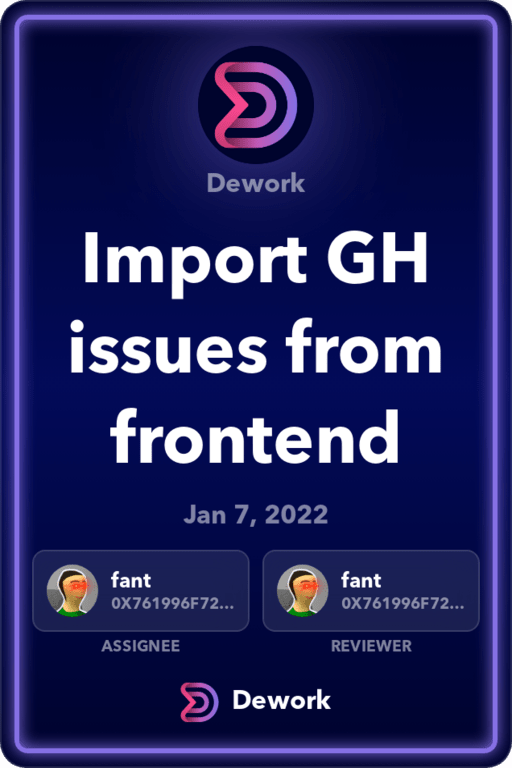 Dework
Import GH
issues from
frontend
Jan 7, 2022
fant
0X761996F72...
ASSIGNEE
fant
0X761996F72...
REVIEWER
Dework